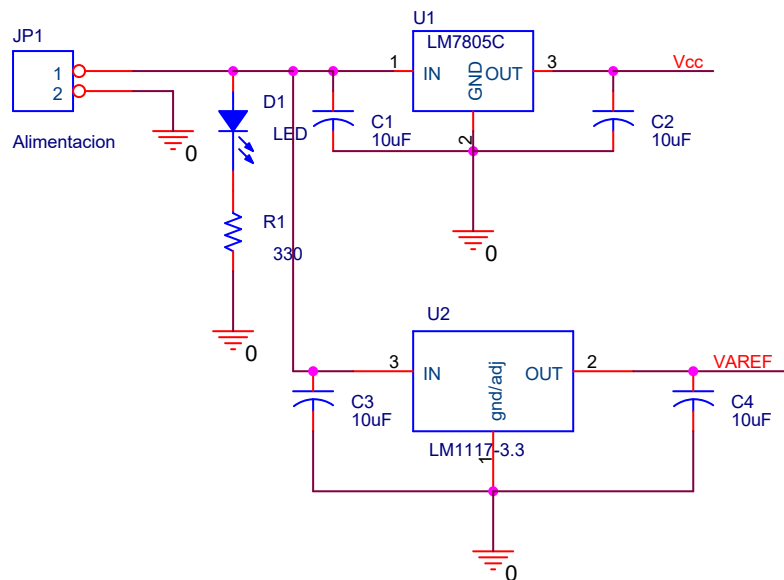 JP1
1
2
Alimentacion
0
D1
LED
R1
330
0
C1
10uF
U1
LM7805C
1
IN
GND
OUT
3
2
Vcc
C2
10uF
0
U2
3
IN
gnd/adj
OUT
2
VAREF
LM1117-3.3
1
C3
10uF
C4
10uF
0